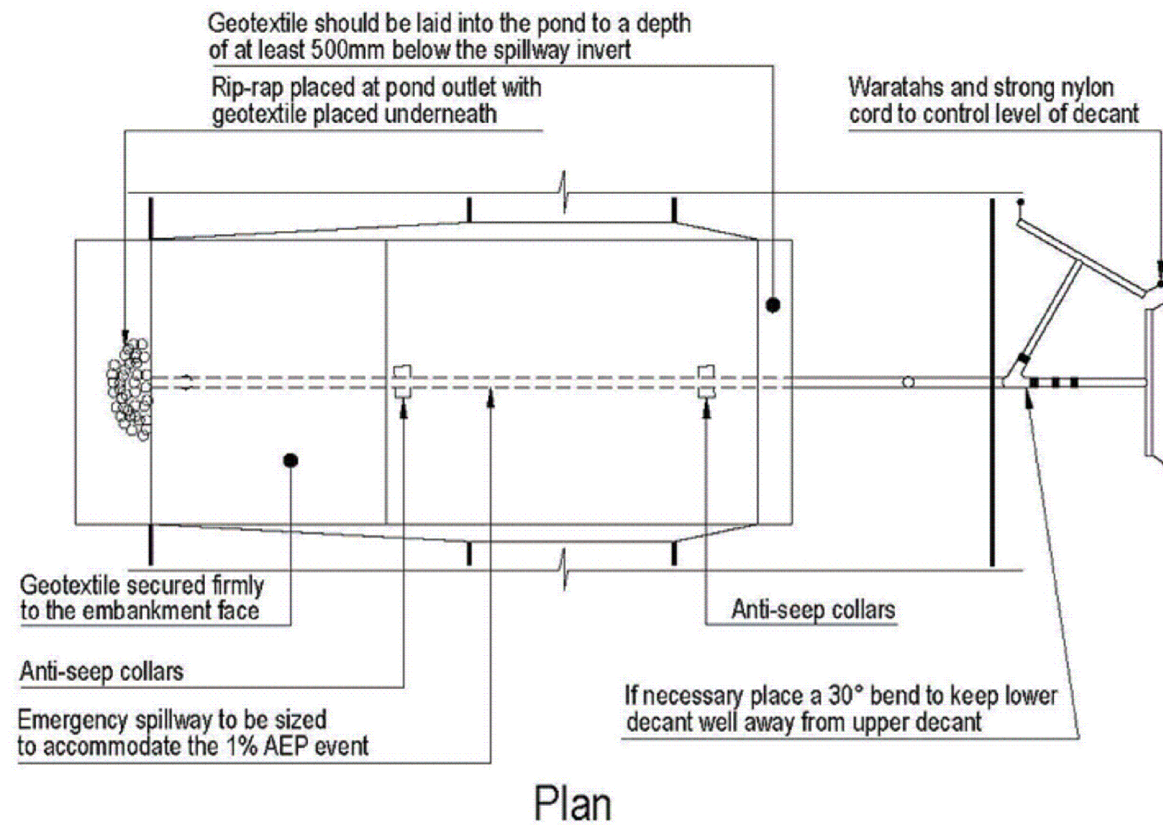 Geotextile should be laid into the pond to a depth
of at least 500mm below the spillway invert
Rip-rap placed at pond outlet with
geotextile placed underneath
Waratahs and strong nylon
cord to control level of decant
Geotextile secured firmly
to the embankment face
Anti-seep collars
Anti-seep collars
Emergency spillway to be sized
to accommodate the 1% AEP event
If necessary place a 30° bend to keep lower
decant well away from upper decant
Plan